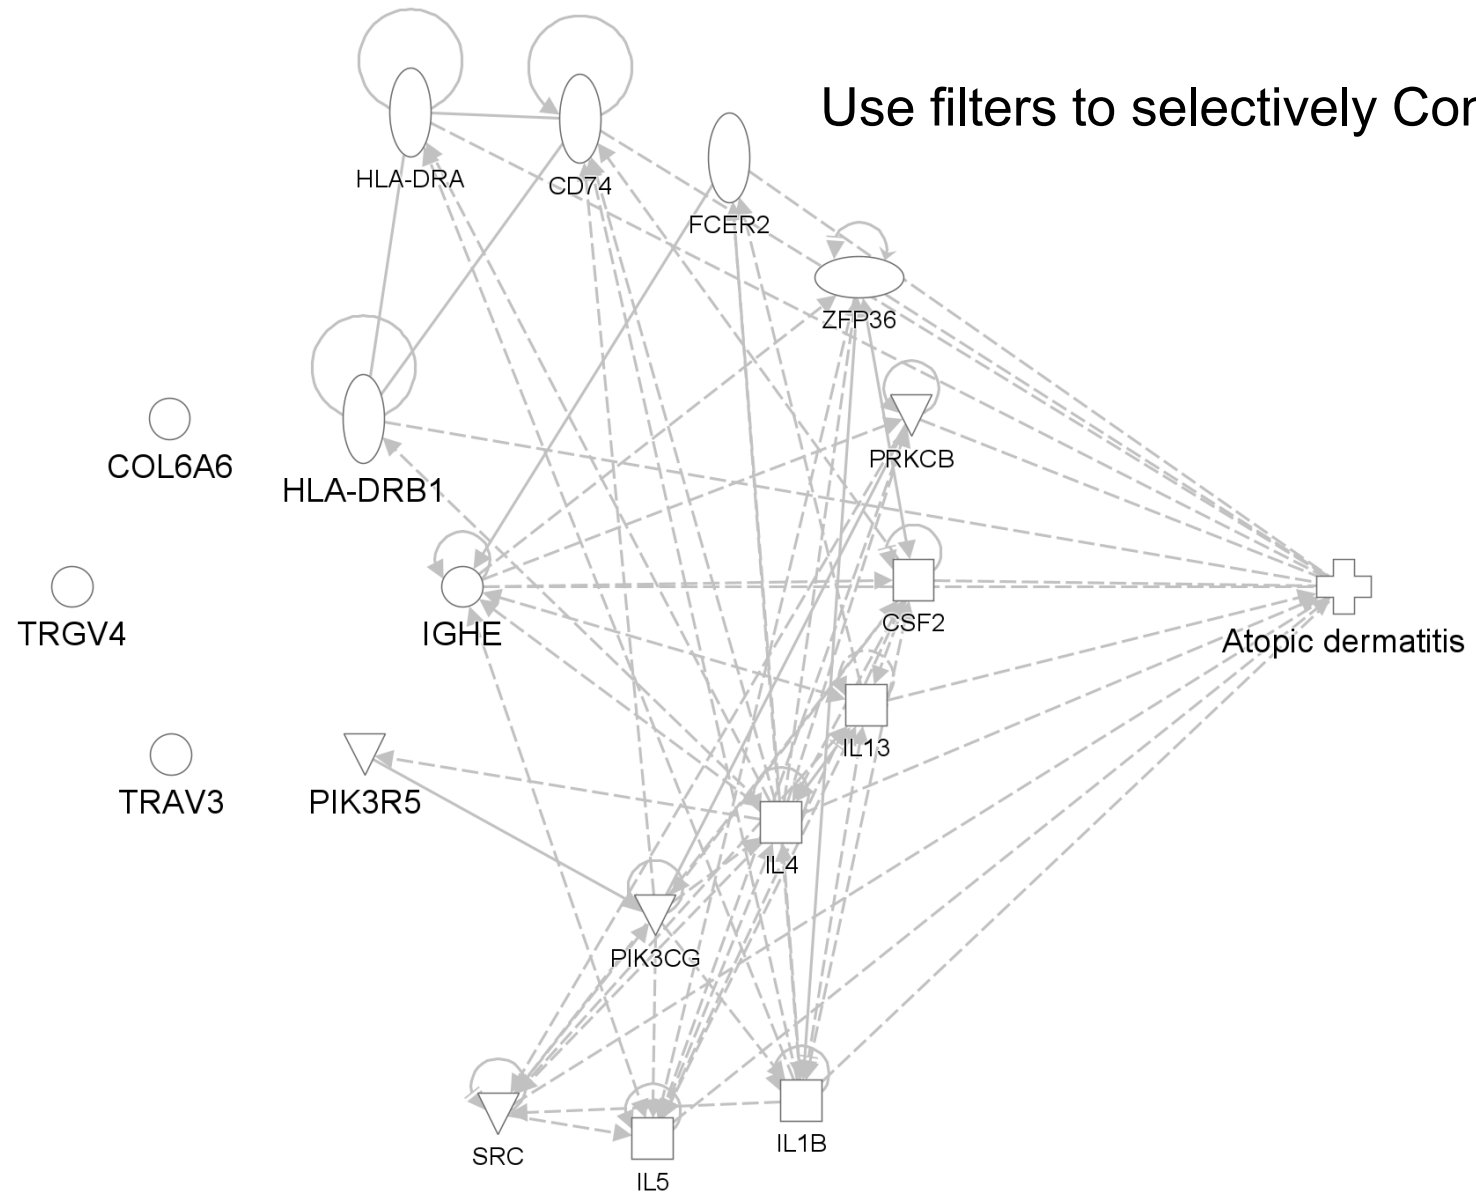 Use filters to selectively Cor
HLA-DRA
CD74
FCER2
ZFP36
PRKCB
COL6A6
HLA-DRB1
TRGV4
IGHE
CSF2
Atopic dermatitis
IL13
TRAV3
PIK3R5
IL4
PIK3CG
SRC
IL5
IL1B